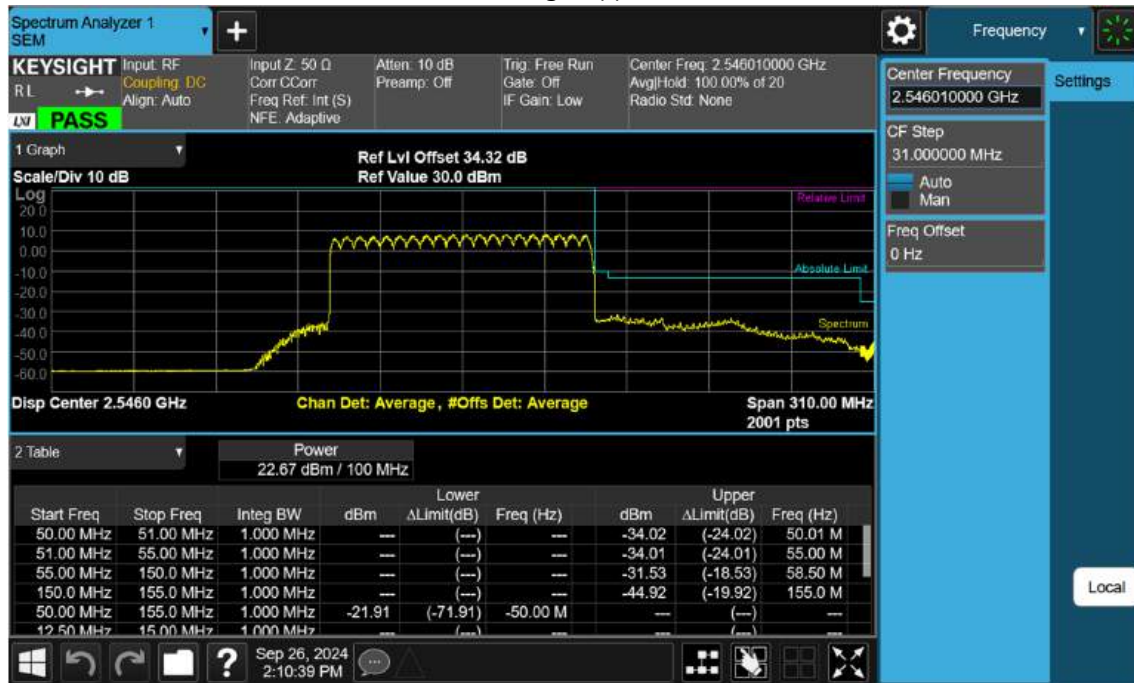 Spectrum Analyzer 1
SEM
+
Frequency
KEYSIGHT
RL
LXI
PASS
Input: RF
Coupling: DC
Align: Auto
Input Z: 50 Ω
Corr CCorr
Freq Ref: Int (S)
NFE: Adaptive
Atten: 10 dB
Preamp: Off
Trig: Free Run
Gate: Off
IF Gain: Low
Center Freq: 2.546010000 GHz
Avg|Hold: 100.00% of 20
Radio Std: None
Center Frequency
2.546010000 GHz
Settings
CF Step
31.000000 MHz
Auto
Man
Freq Offset
0 Hz
Local
1 Graph
Scale/Div 10 dB
Ref Lvl Offset 34.32 dB
Ref Value 30.0 dBm
Log
20.0
10.0
0.00
-10.0
-20.0
-30.0
-40.0
-50.0
-60.0
Relative Limit
Absolute Limit
Spectrum
Disp Center 2.5460 GHz
Chan Det: Average, #Offs Det: Average
Span 310.00 MHz
2001 pts
2 Table
Power
22.67 dBm / 100 MHz
Lower Upper
Start Freq Stop Freq Integ BW dBm ΔLimit(dB) Freq (Hz) dBm ΔLimit(dB) Freq (Hz)
50.00 MHz 51.00 MHz 1.000 MHz --- (---) --- -34.02 (-24.02) 50.01 M
51.00 MHz 55.00 MHz 1.000 MHz --- (---) --- -34.01 (-24.01) 55.00 M
55.00 MHz 150.0 MHz 1.000 MHz --- (---) --- -31.53 (-18.53) 58.50 M
150.0 MHz 155.0 MHz 1.000 MHz --- (---) --- -44.92 (-19.92) 155.0 M
50.00 MHz 155.0 MHz 1.000 MHz -21.91 (-71.91) -50.00 M --- (---) ---
12.50 MHz 15.00 MHz 1.000 MHz --- (---) --- --- (---) ---
?
Sep 26, 2024
2:10:39 PM